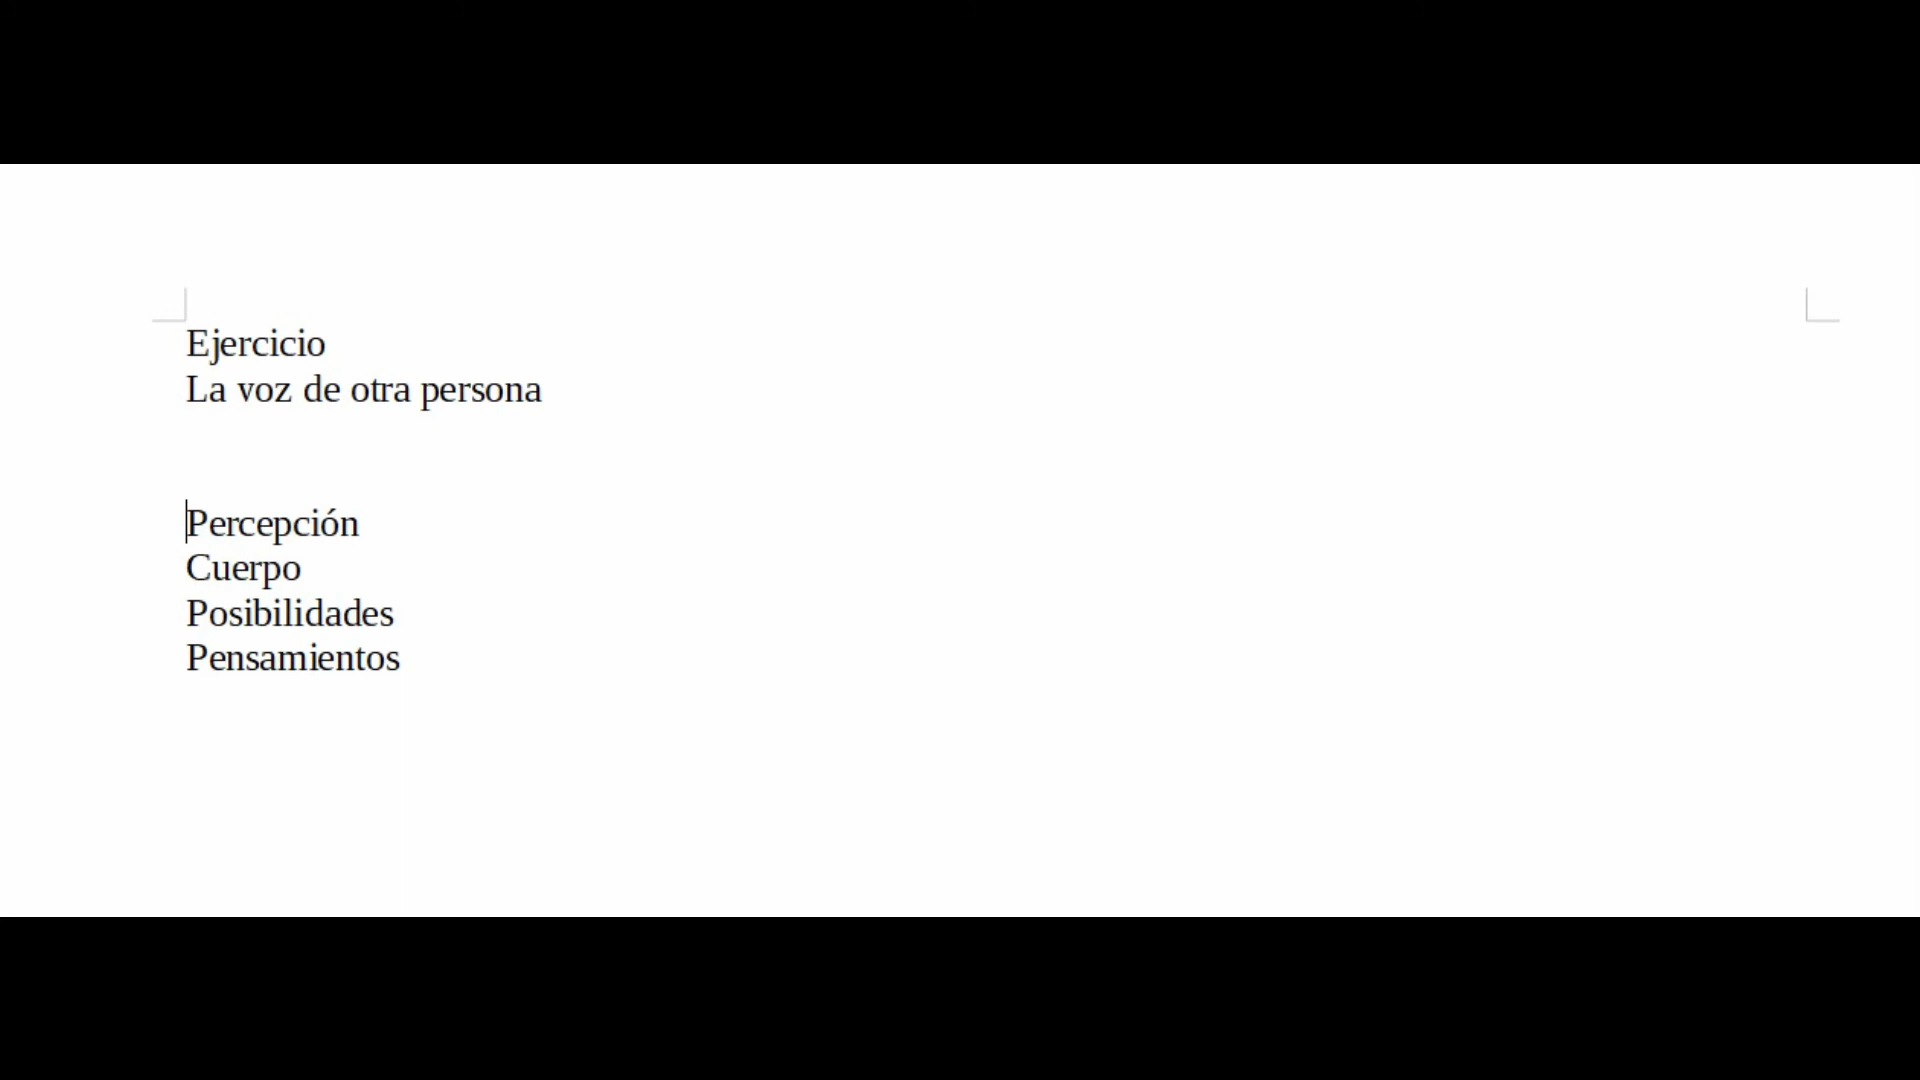 Ejercicio
La voz de otra persona
Percepción
Cuerpo
Posibilidades
Pensamientos